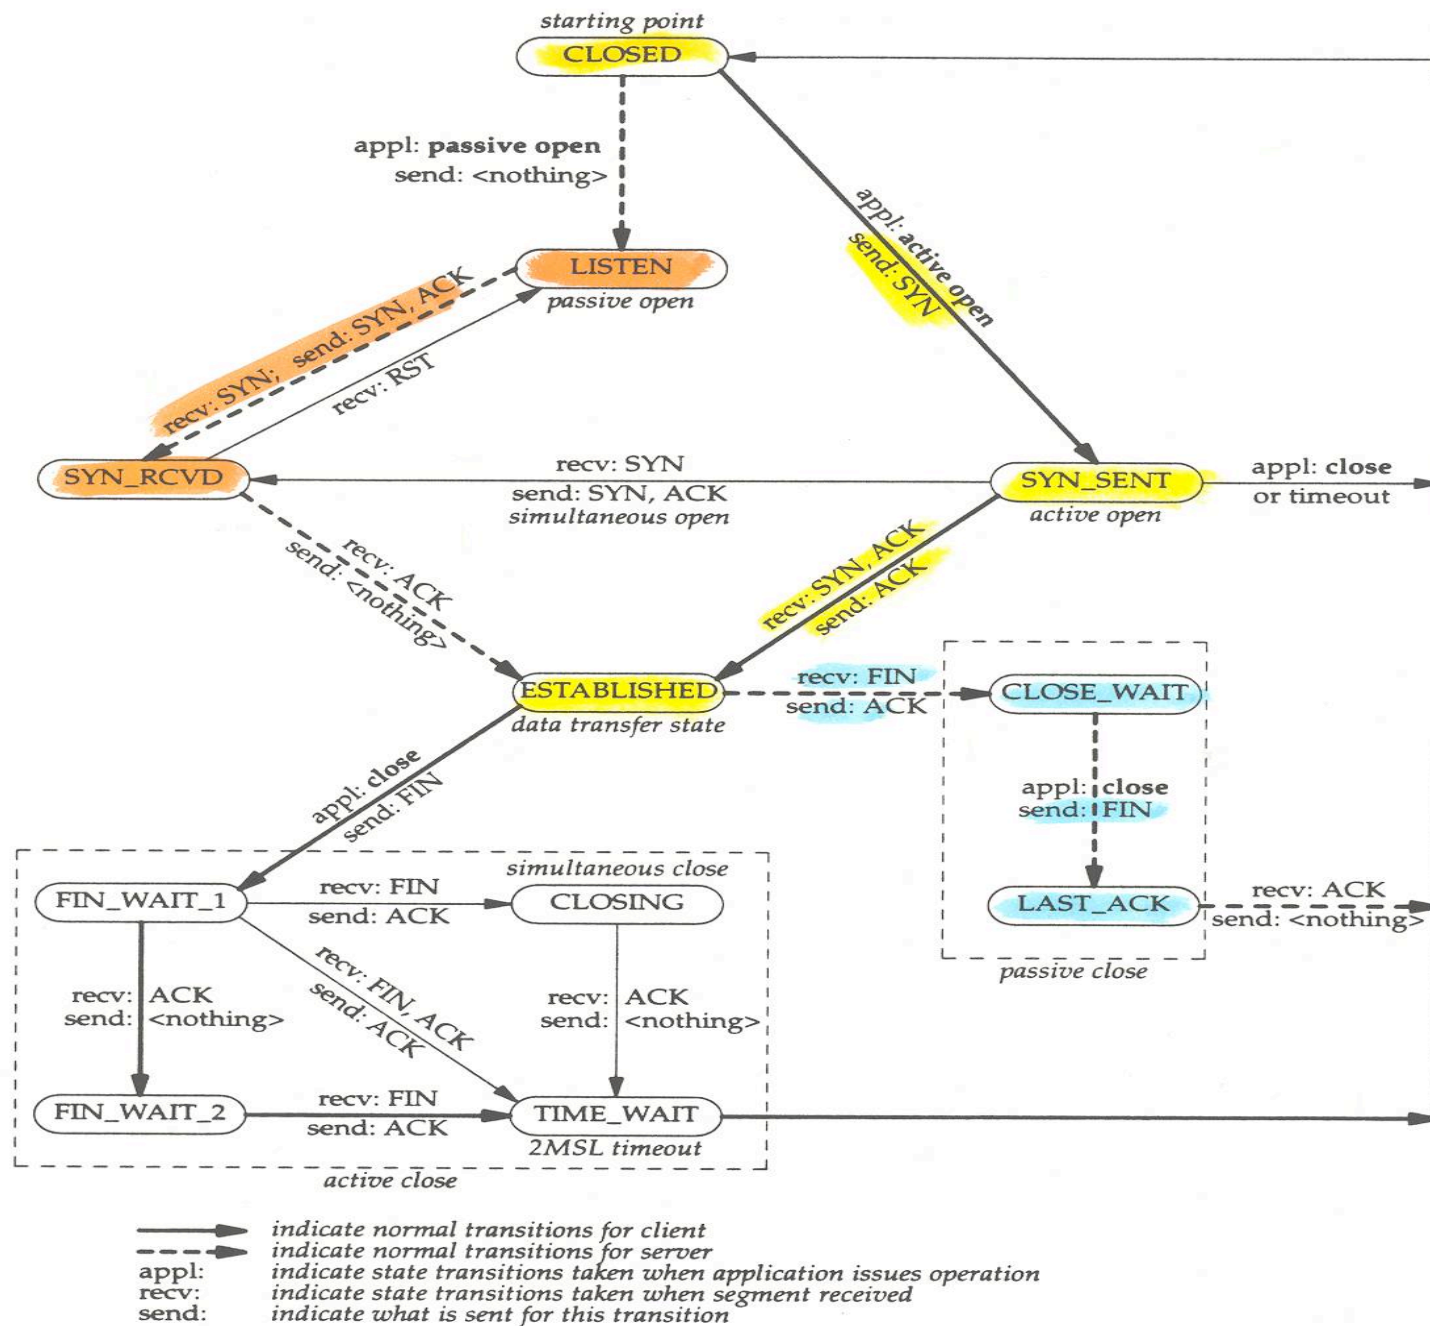 starting point
CLOSED
appl: passive open
send: <nothing>
appl: active open
send: SYN
LISTEN
passive open
recv: SYN; send: SYN, ACK
recv: RST
SYN_RCVD
recv: SYN
send: SYN, ACK
simultaneous open
SYN_SENT
active open
appl: close
or timeout
recv: ACK
send: <nothing>
recv: SYN, ACK
send: ACK
ESTABLISHED
data transfer state
recv: FIN
send: ACK
CLOSE_WAIT
appl: close
send: FIN
LAST_ACK
passive close
recv: ACK
send: <nothing>
appl: close
send: FIN
simultaneous close
FIN_WAIT_1
recv: FIN
send: ACK
CLOSING
recv: ACK
send: <nothing>
recv: FIN, ACK
send: ACK
recv: ACK
send: <nothing>
FIN_WAIT_2
recv: FIN
send: ACK
TIME_WAIT
2MSL timeout
active close
indicate normal transitions for client
indicate normal transitions for server
appl: indicate state transitions taken when application issues operation
recv: indicate state transitions taken when segment received
send: indicate what is sent for this transition